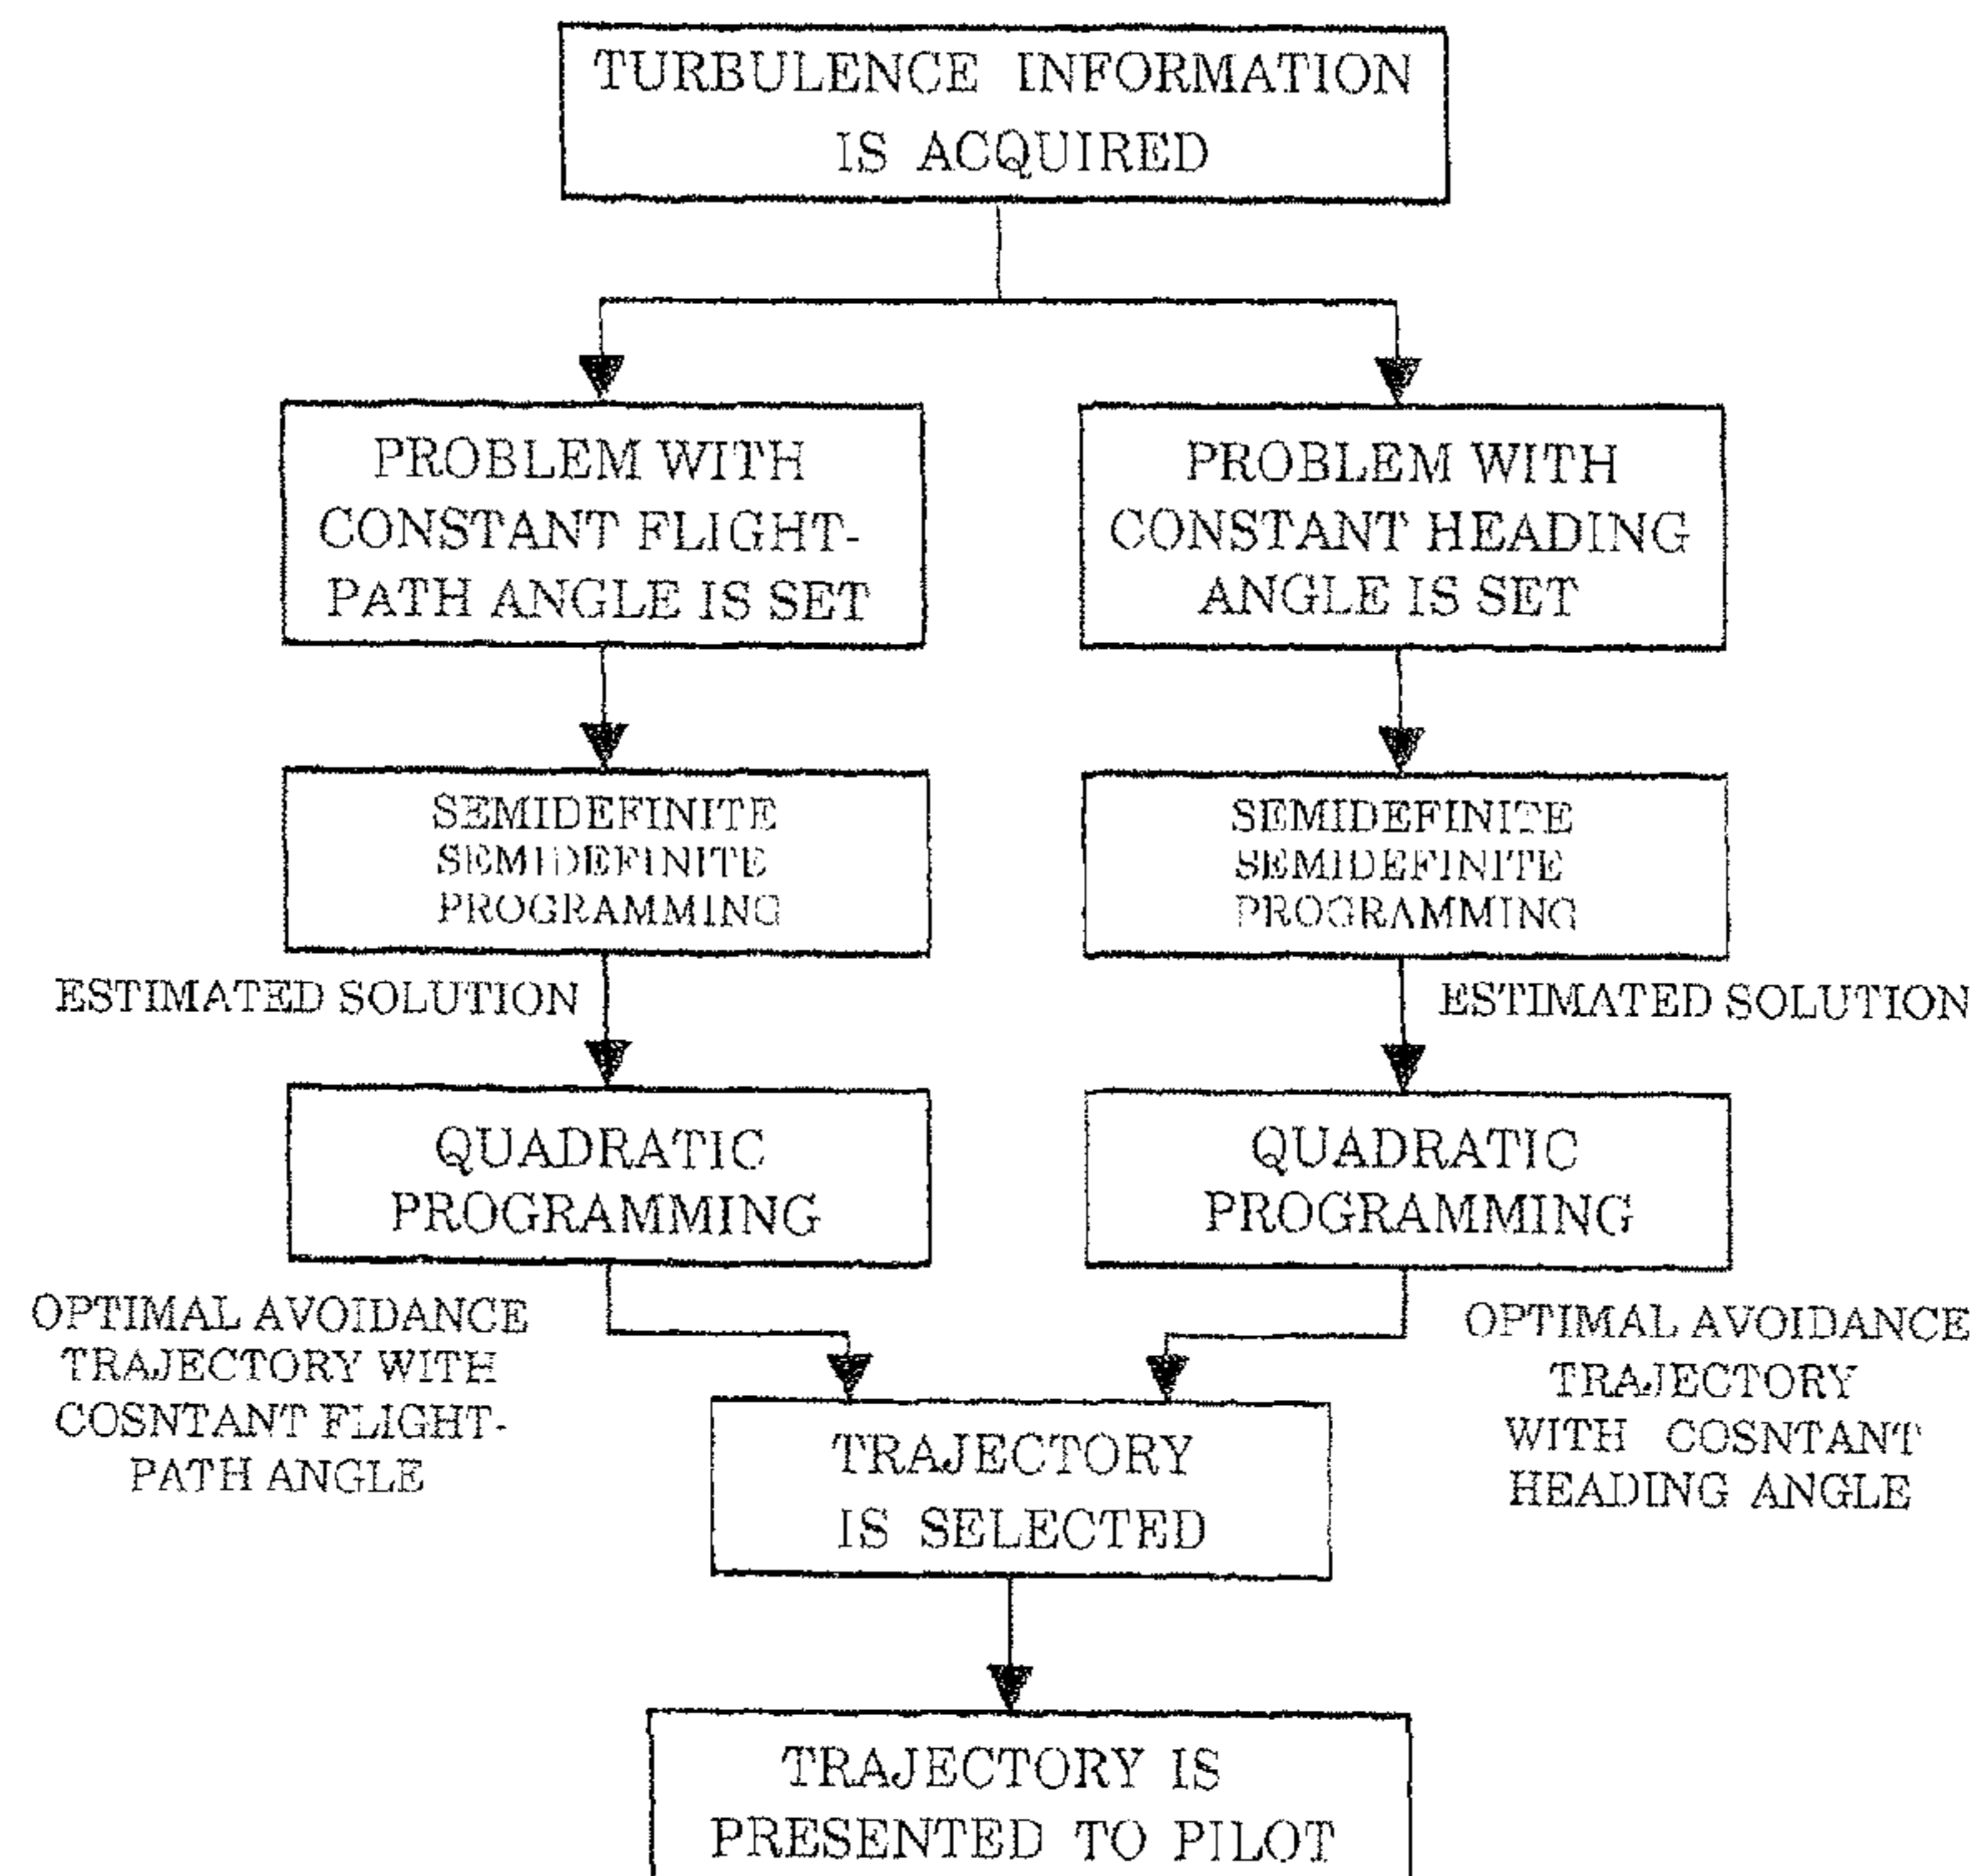 TURBULENCE INFORMATION
IS ACQUIRED
PROBLEM WITH
CONSTANT FLIGHT-
PATH ANGLE IS SET
PROBLEM WITH
CONSTANT HEADING
ANGLE IS SET
SEMIDEFINITE
SEMIDEFINITE
PROGRAMMING
SEMIDEFINITE
SEMIDEFINITE
PROGRAMMING
ESTIMATED SOLUTION
ESTIMATED SOLUTION
QUADRATIC
PROGRAMMING
QUADRATIC
PROGRAMMING
OPTIMAL AVOIDANCE
TRAJECTORY WITH
COSNTANT FLIGHT-
PATH ANGLE
OPTIMAL AVOIDANCE
TRAJECTORY
WITH COSNTANT
HEADING ANGLE
TRAJECTORY
IS SELECTED
TRAJECTORY IS
PRESENTED TO PILOT